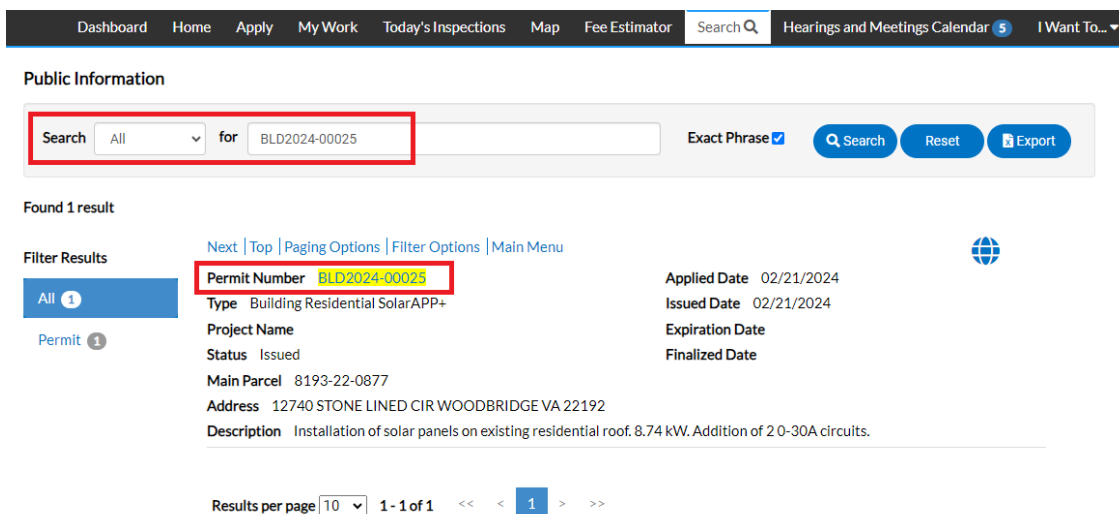 Dashboard Home Apply My Work Today's Inspections Map Fee Estimator Search Hearings and Meetings Calendar 5 I Want To...
Public Information
Search All for BLD2024-00025 Exact Phrase Search Reset Export
Found 1 result
Filter Results
All 1
Permit 1
Next | Top | Paging Options | Filter Options | Main Menu
Permit Number BLD2024-00025 Applied Date 02/21/2024
Type Building Residential SolarAPP+ Issued Date 02/21/2024
Project Name Expiration Date
Status Issued Finalized Date
Main Parcel 8193-22-0877
Address 12740 STONE LINED CIR WOODBRIDGE VA 22192
Description Installation of solar panels on existing residential roof. 8.74 kW. Addition of 2 0-30A circuits.
Results per page 10 1 - 1 of 1 << < 1 > >>